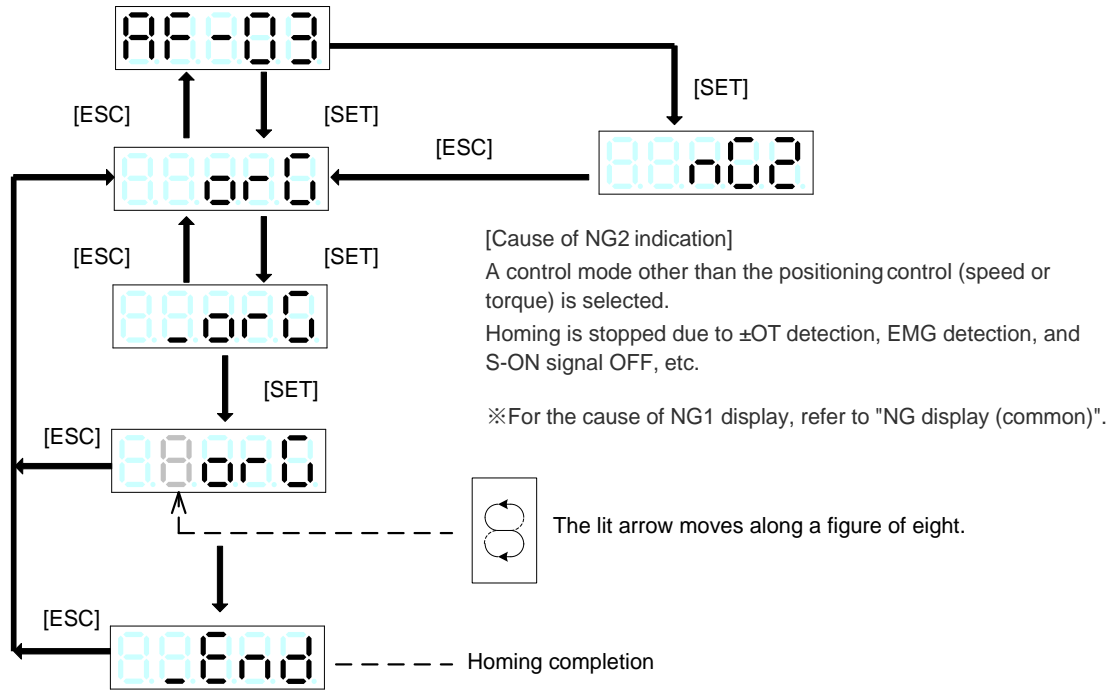 AF-03
[SET]
[ESC]
[SET]
orG
[ESC]
nG2
[ESC]
[SET]
_orG
[Cause of NG2 indication]
A control mode other than the positioning control (speed or
torque) is selected.
Homing is stopped due to ±OT detection, EMG detection, and
S-ON signal OFF, etc.
[SET]
※For the cause of NG1 display, refer to "NG display (common)".
[ESC]
orG
The lit arrow moves along a figure of eight.
[ESC]
_End
Homing completion